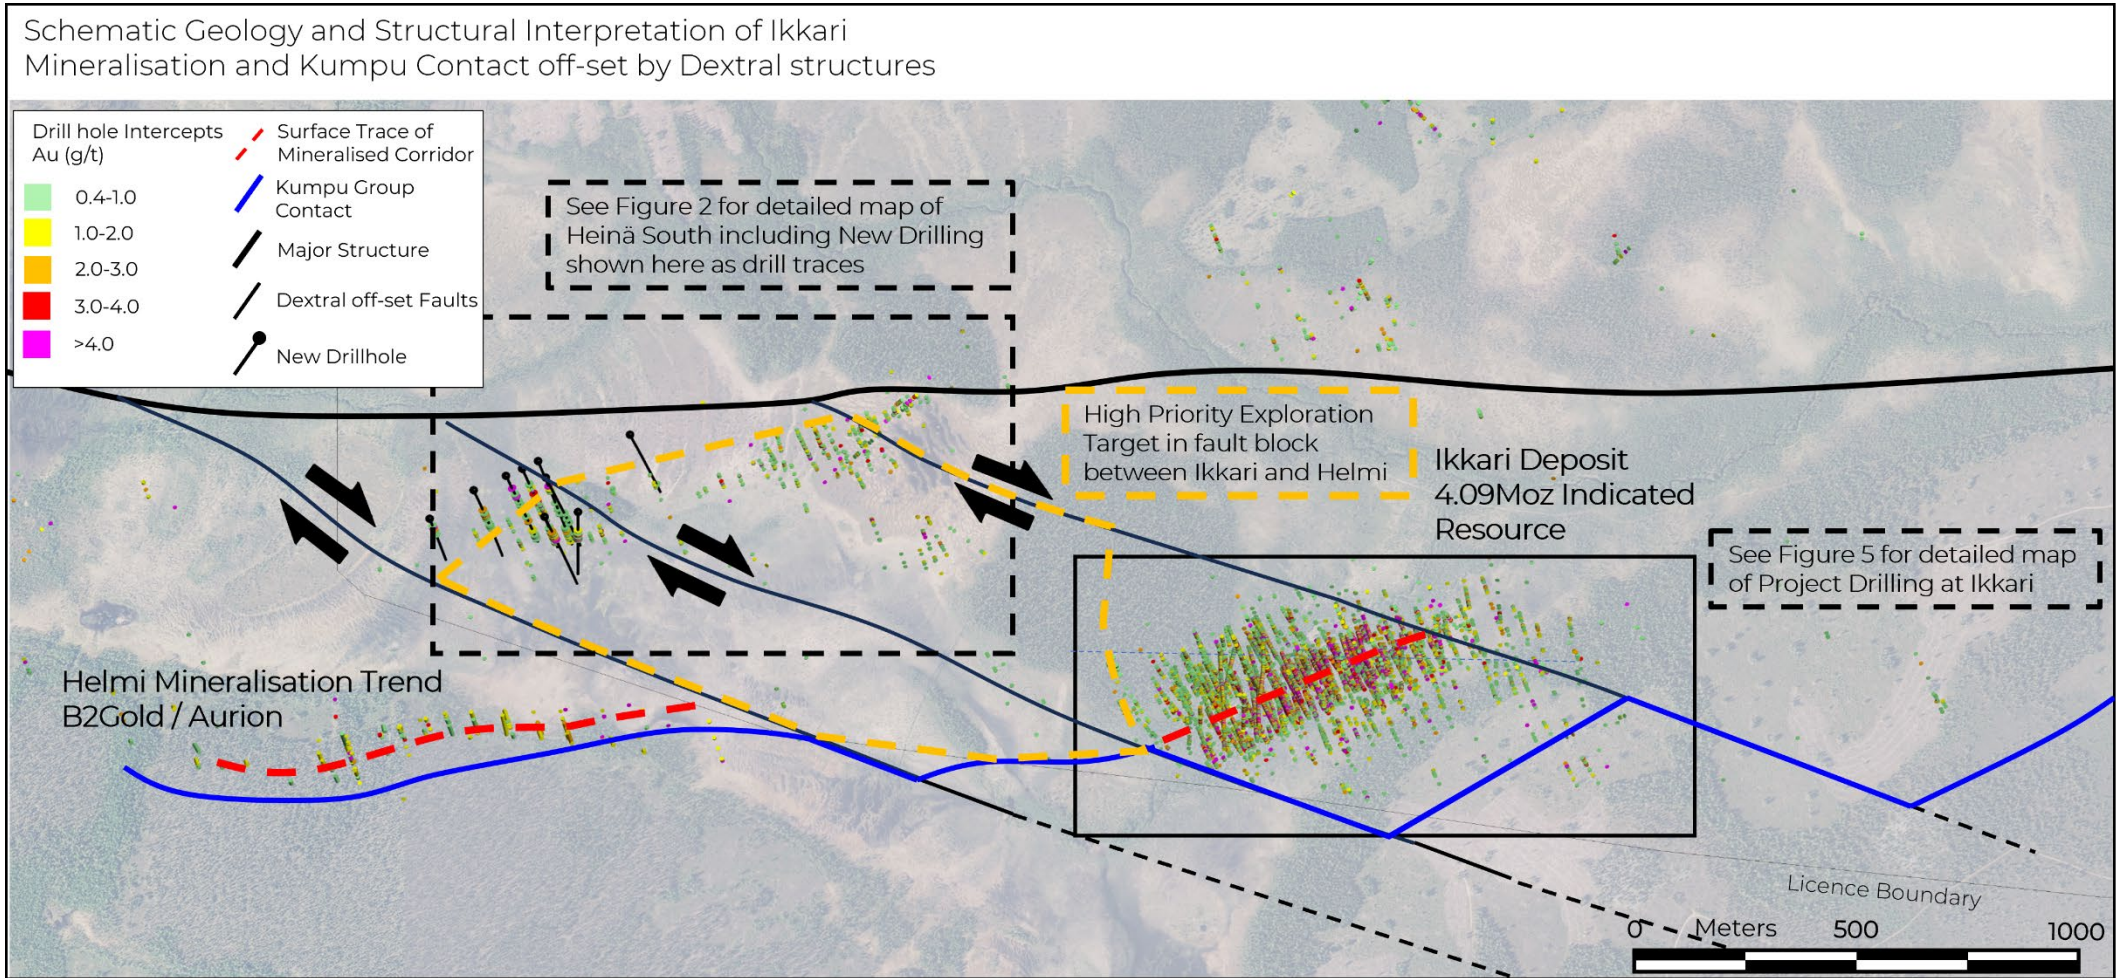 Schematic Geology and Structural Interpretation of Ikkari
Mineralisation and Kumpu Contact off-set by Dextral structures
Drill hole Intercepts
Au (g/t)
0.4-1.0
1.0-2.0
2.0-3.0
3.0-4.0
>4.0
Surface Trace of
Mineralised Corridor
Kumpu Group
Contact
Major Structure
Dextral off-set Faults
New Drillhole
See Figure 2 for detailed map of
Heinä South including New Drilling
shown here as drill traces
High Priority Exploration
Target in fault block
between Ikkari and Helmi
Ikkari Deposit
4.09Moz Indicated
Resource
See Figure 5 for detailed map
of Project Drilling at Ikkari
Helmi Mineralisation Trend
B2Gold / Aurion
Licence Boundary
0 Meters 500 1000